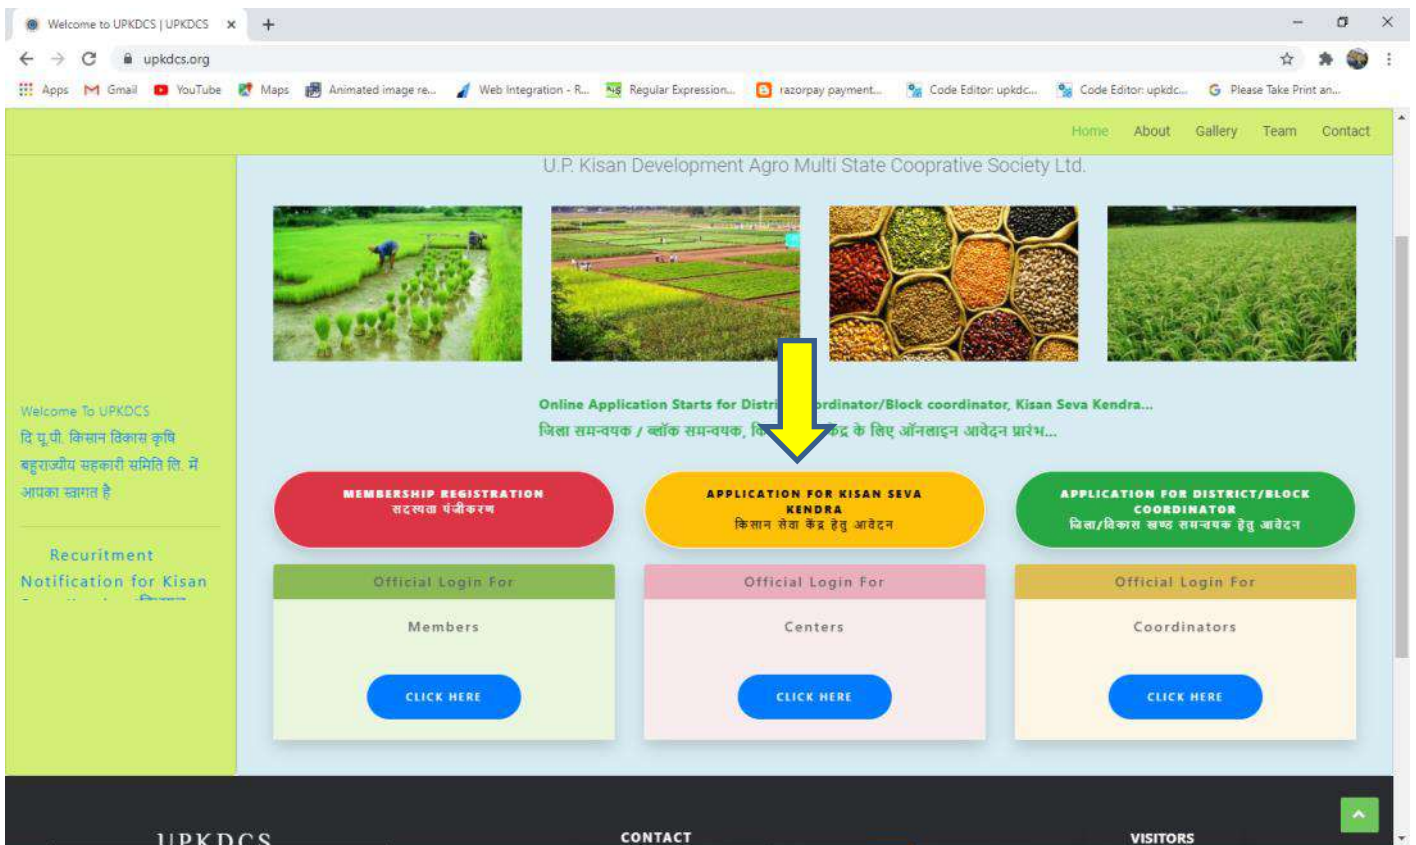 Welcome to UPKDCS | UPKDCS
upkdcs.org
Apps Gmail YouTube Maps Animated image re... Web Integration - R... Regular Expression... razorpay payment... Code Editor: upkdc... Code Editor: upkdc... Please Take Print an...
Home About Gallery Team Contact
U.P. Kisan Development Agro Multi State Cooprative Society Ltd.
Welcome To UPKDCS
दि यू.पी. किसान विकास कृषि
बहुराज्यीय सहकारी समिति लि. में
आपका स्वागत है
Recuritment
Notification for Kisan
Online Application Starts for ordinator/Block coordinator, Kisan Seva Kendra...
जिला समन्वयक / ब्लॉक समन्वयक, केंद्र के लिए ऑनलाइन आवेदन प्रारंभ...
MEMBERSHIP REGISTRATION
सदस्यता पंजीकरण
APPLICATION FOR KISAN SEVA
KENDRA
किसान सेवा केंद्र हेतु आवेदन
APPLICATION FOR DISTRICT/BLOCK
COORDINATOR
जिला/विकास खण्ड समन्वयक हेतु आवेदन
Official Login For
Members
CLICK HERE
Official Login For
Centers
CLICK HERE
Official Login For
Coordinators
CLICK HERE
UPKDCS
CONTACT
VISITORS